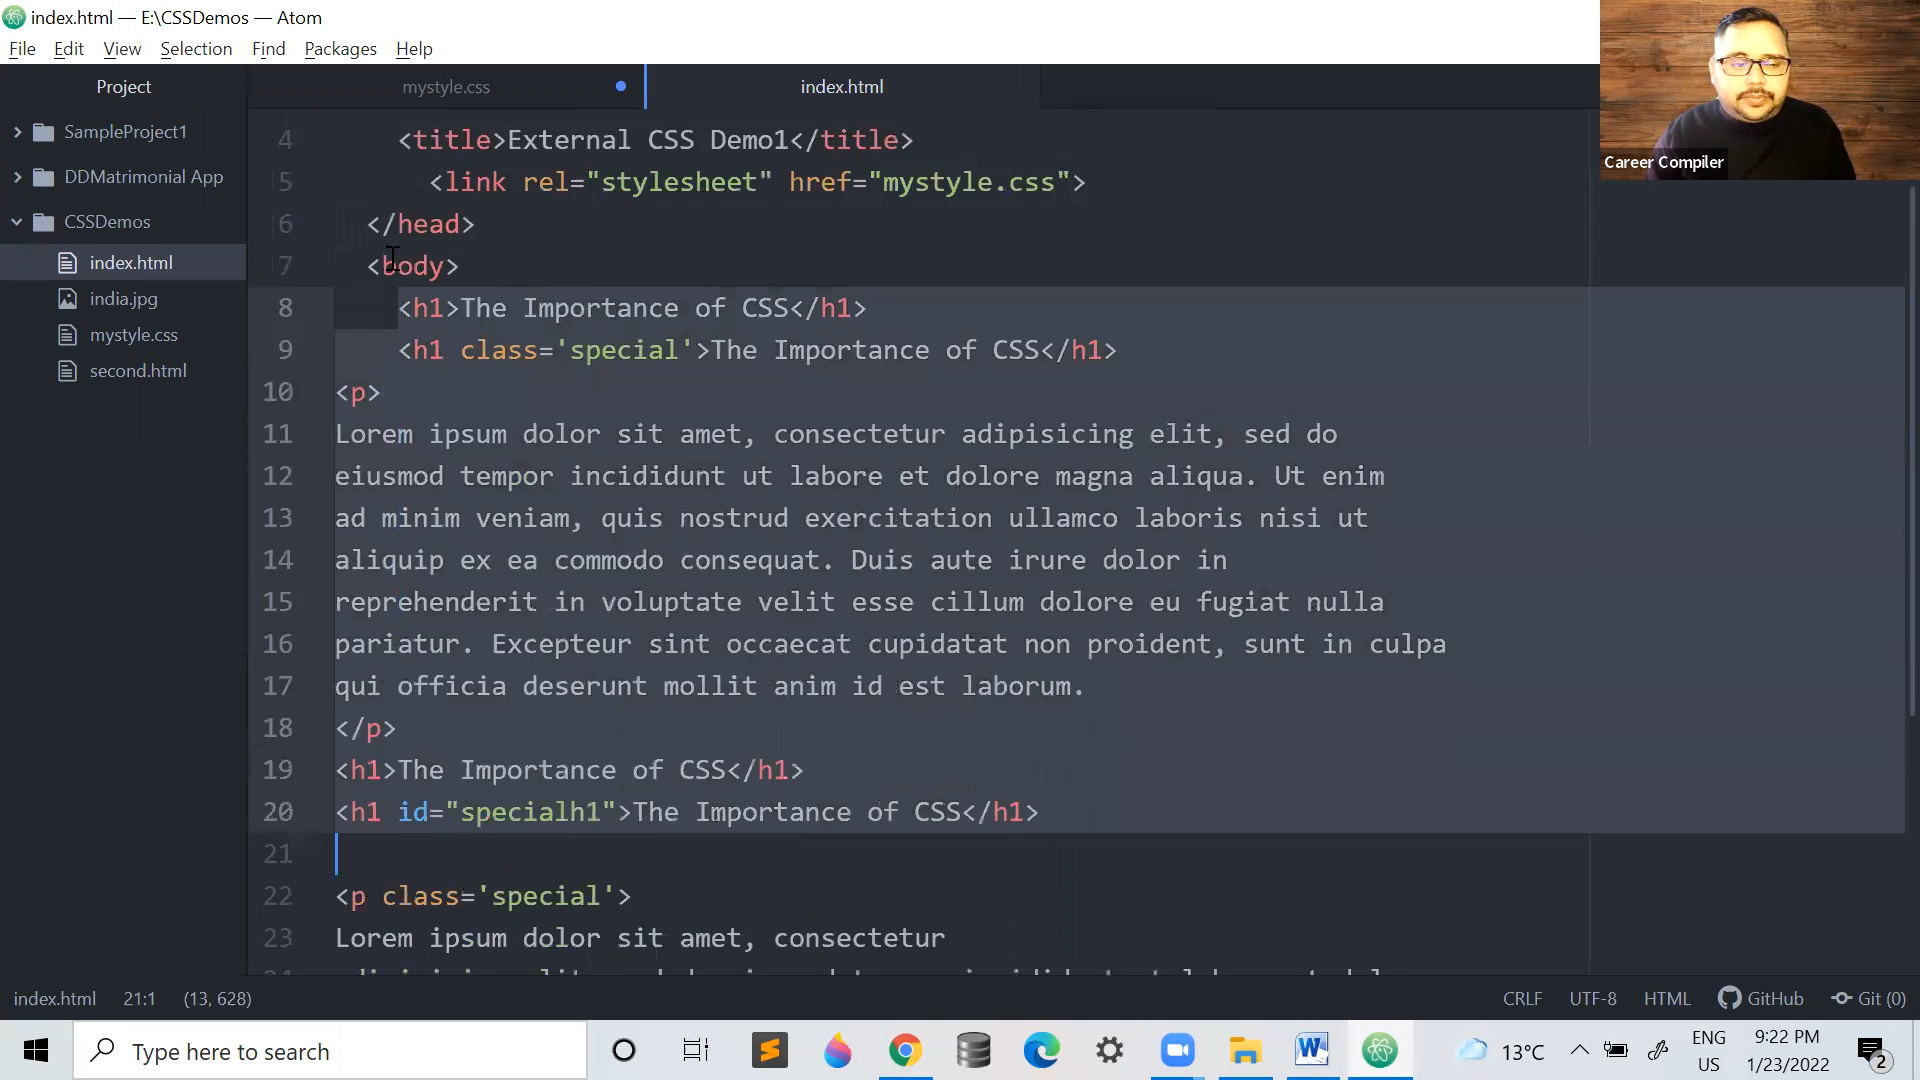 index.html — E:\CSSDemos — Atom
File Edit View Selection Find Packages Help
Career Compiler
Project
SampleProject1
DDMatrimonial App
CSSDemos
index.html
india.jpg
mystyle.css
second.html
mystyle.css
index.html
4 <title>External CSS Demo1</title>
5 <link rel="stylesheet" href="mystyle.css">
6 </head>
7 <body>
8 <h1>The Importance of CSS</h1>
9 <h1 class='special'>The Importance of CSS</h1>
10 <p>
11 Lorem ipsum dolor sit amet, consectetur adipisicing elit, sed do
12 eiusmod tempor incididunt ut labore et dolore magna aliqua. Ut enim
13 ad minim veniam, quis nostrud exercitation ullamco laboris nisi ut
14 aliquip ex ea commodo consequat. Duis aute irure dolor in
15 reprehenderit in voluptate velit esse cillum dolore eu fugiat nulla
16 pariatur. Excepteur sint occaecat cupidatat non proident, sunt in culpa
17 qui officia deserunt mollit anim id est laborum.
18 </p>
19 <h1>The Importance of CSS</h1>
20 <h1 id="specialh1">The Importance of CSS</h1>
21
22 <p class='special'>
23 Lorem ipsum dolor sit amet, consectetur
index.html 21:1 (13, 628) CRLF UTF-8 HTML GitHub Git (0)
Type here to search
13°C
ENG
US
9:22 PM
1/23/2022
2